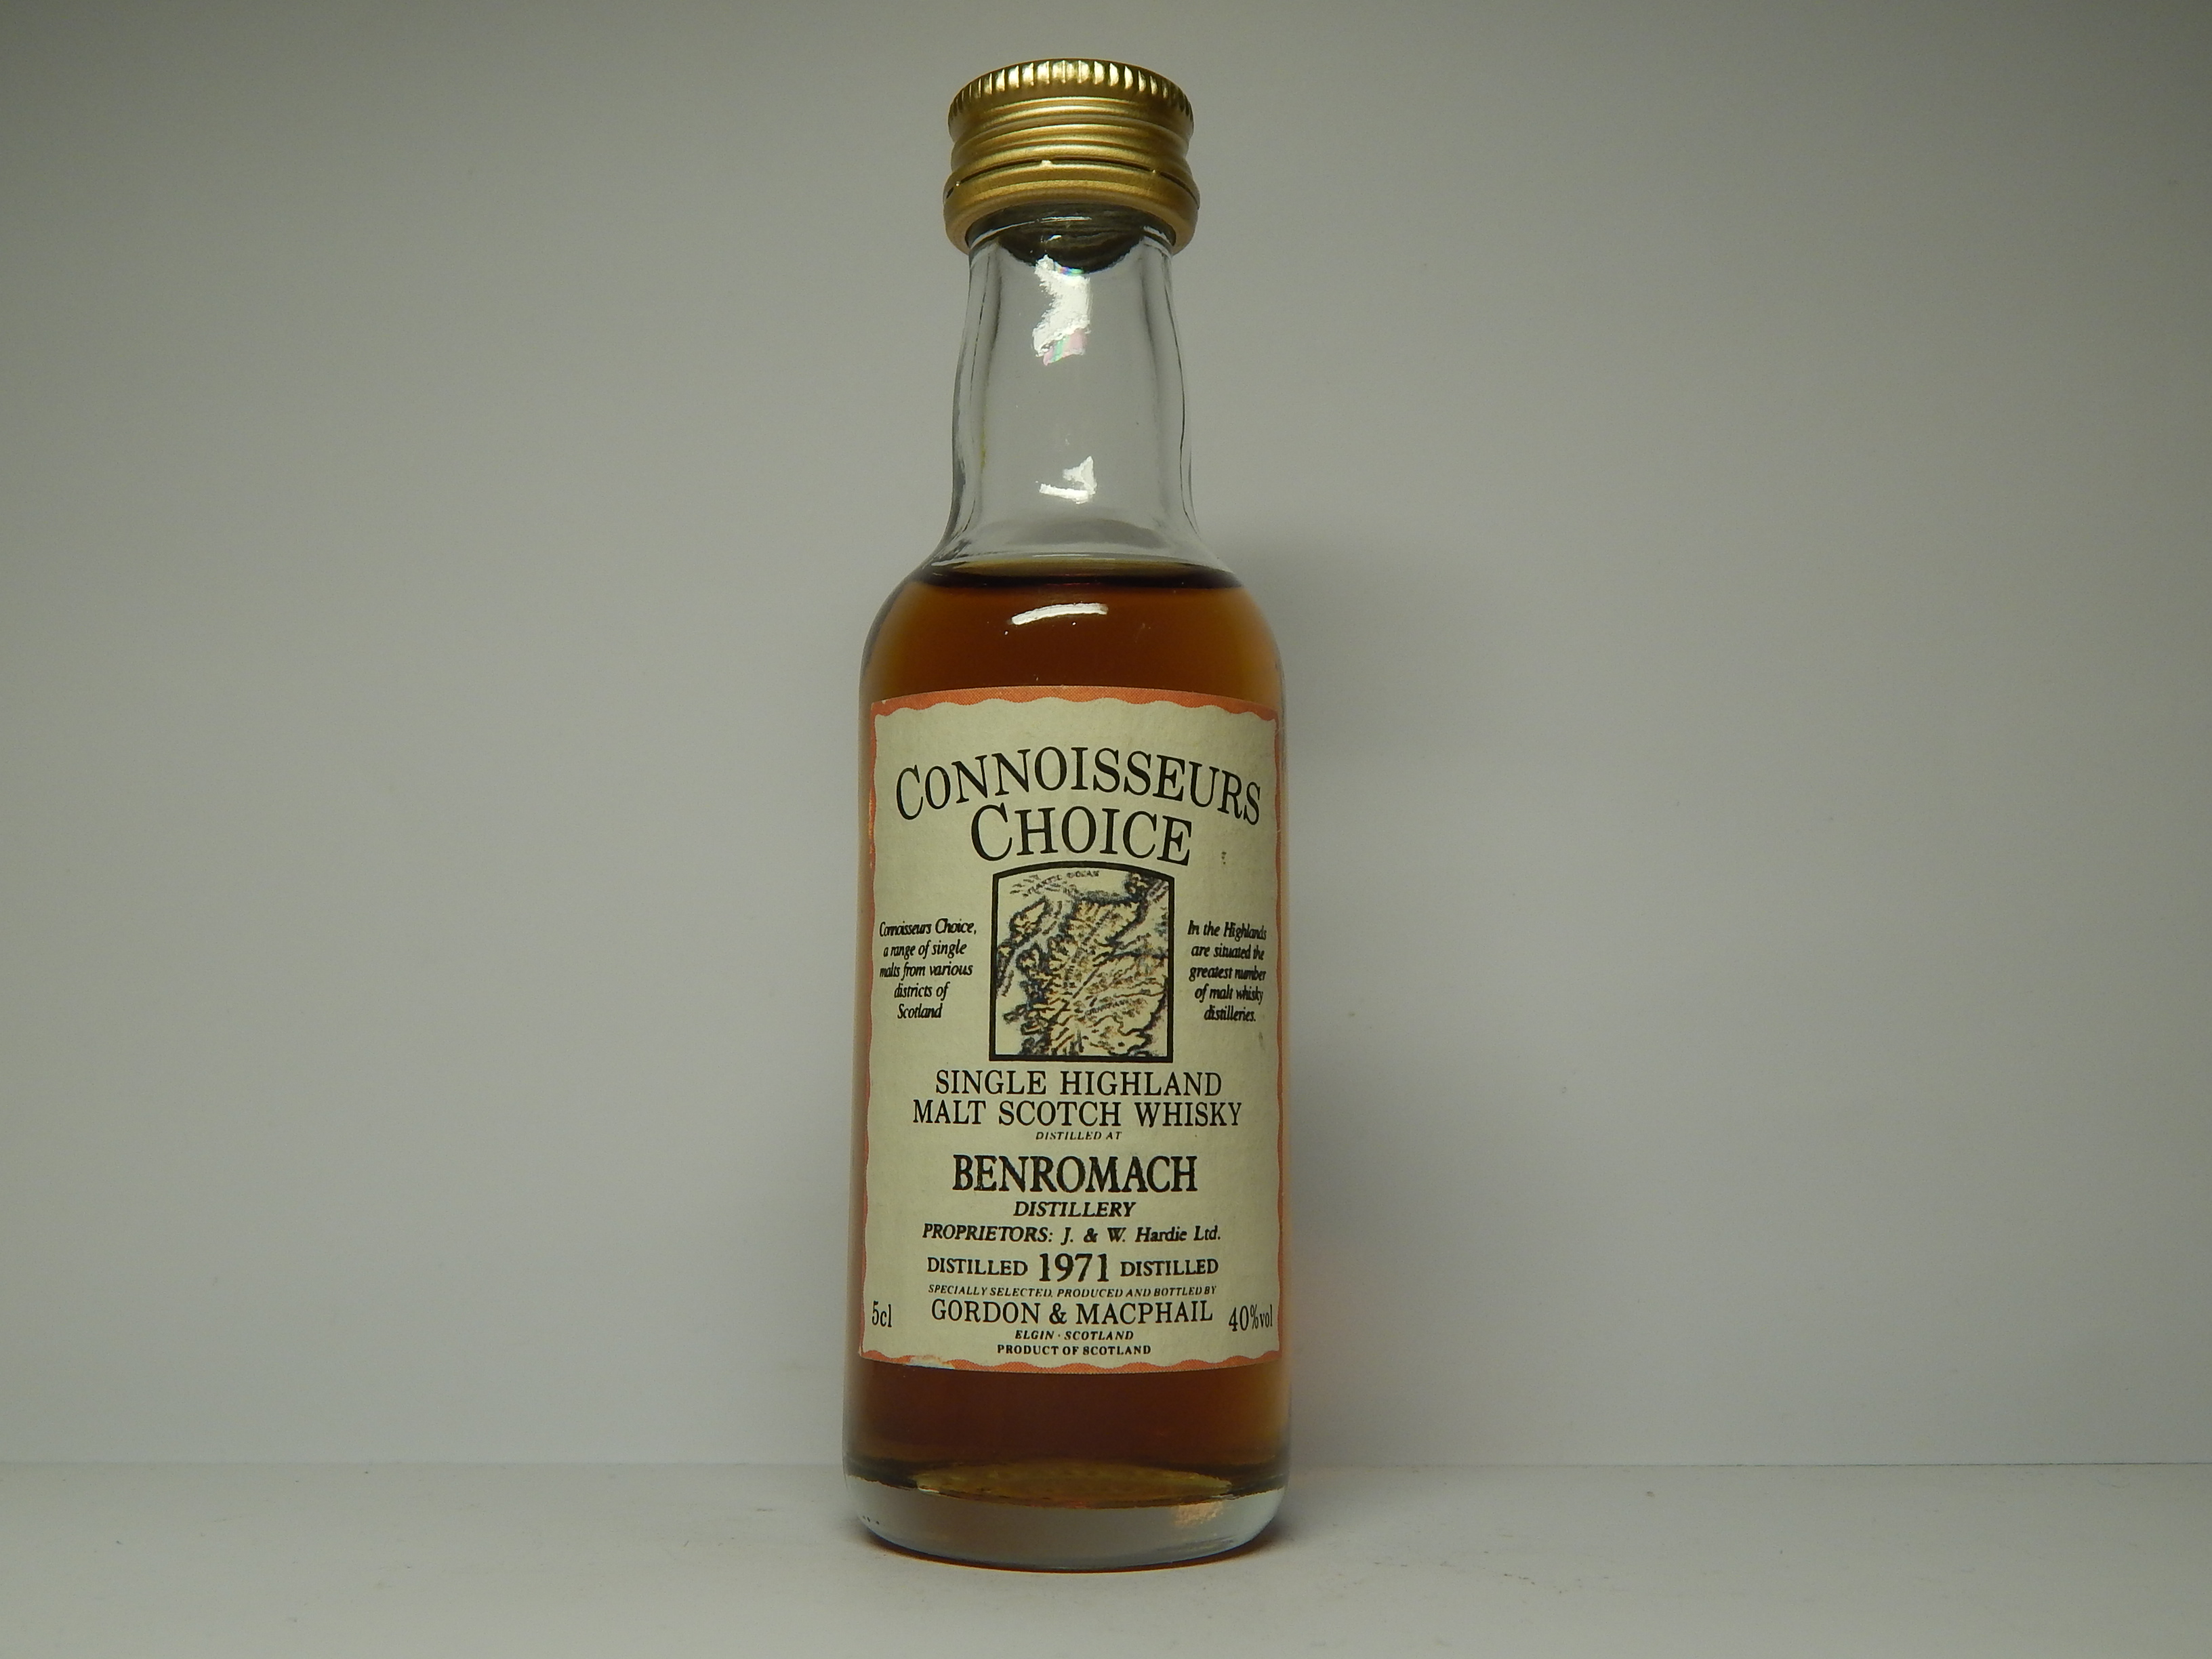 CONNOISSEURS
CHOICE
ATLANTIC OCEAN
Connoisseurs Choice,
a range of single
malts from various
districts of
Scotland
In the Highlands
are situated the
greatest number
of malt whisky
distilleries.
SINGLE HIGHLAND
MALT SCOTCH WHISKY
DISTILLED AT
BENROMACH
DISTILLERY
PROPRIETORS: J. & W. Hardie Ltd.
DISTILLED 1971 DISTILLED
SPECIALLY SELECTED, PRODUCED AND BOTTLED BY
5cl GORDON & MACPHAIL 40%vol
ELGIN · SCOTLAND
PRODUCT OF SCOTLAND